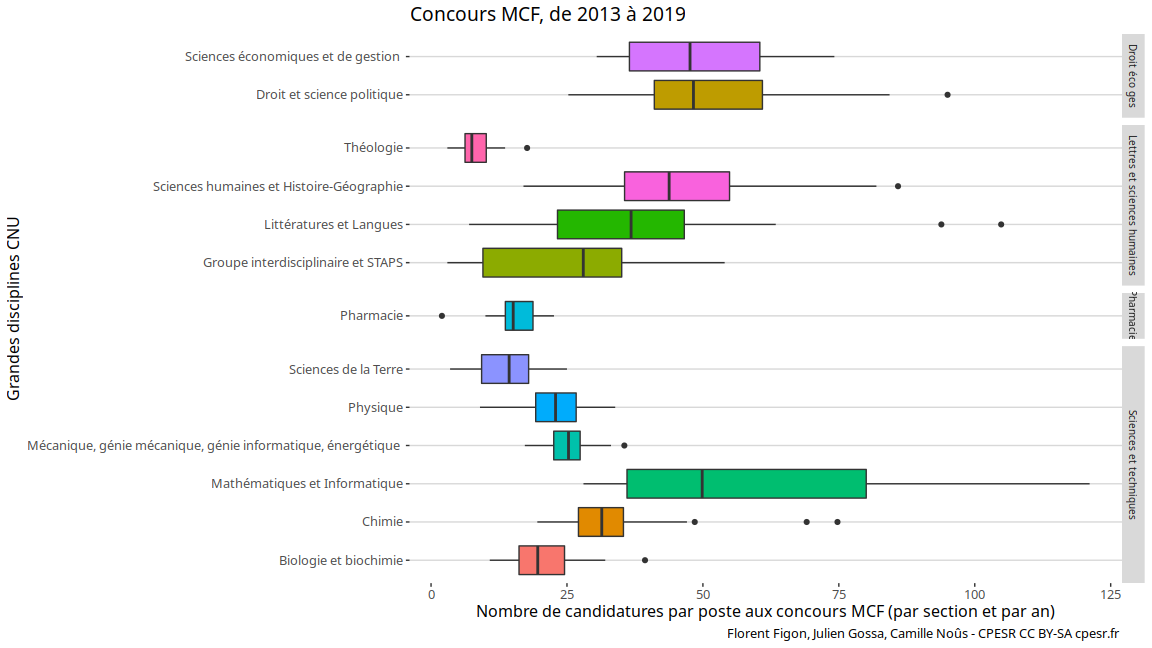 Concours MCF, de 2013 à 2019
Grandes disciplines CNU
Droit éco ges
Sciences économiques et de gestion
Droit et science politique
Lettres et sciences humaines
Théologie
Sciences humaines et Histoire-Géographie
Littératures et Langues
Groupe interdisciplinaire et STAPS
Pharmacie
Pharmacie
Sciences et techniques
Sciences de la Terre
Physique
Mécanique, génie mécanique, génie informatique, énergétique
Mathématiques et Informatique
Chimie
Biologie et biochimie
0 25 50 75 100 125
Nombre de candidatures par poste aux concours MCF (par section et par an)
Florent Figon, Julien Gossa, Camille Noûs - CPESR CC BY-SA cpesr.fr